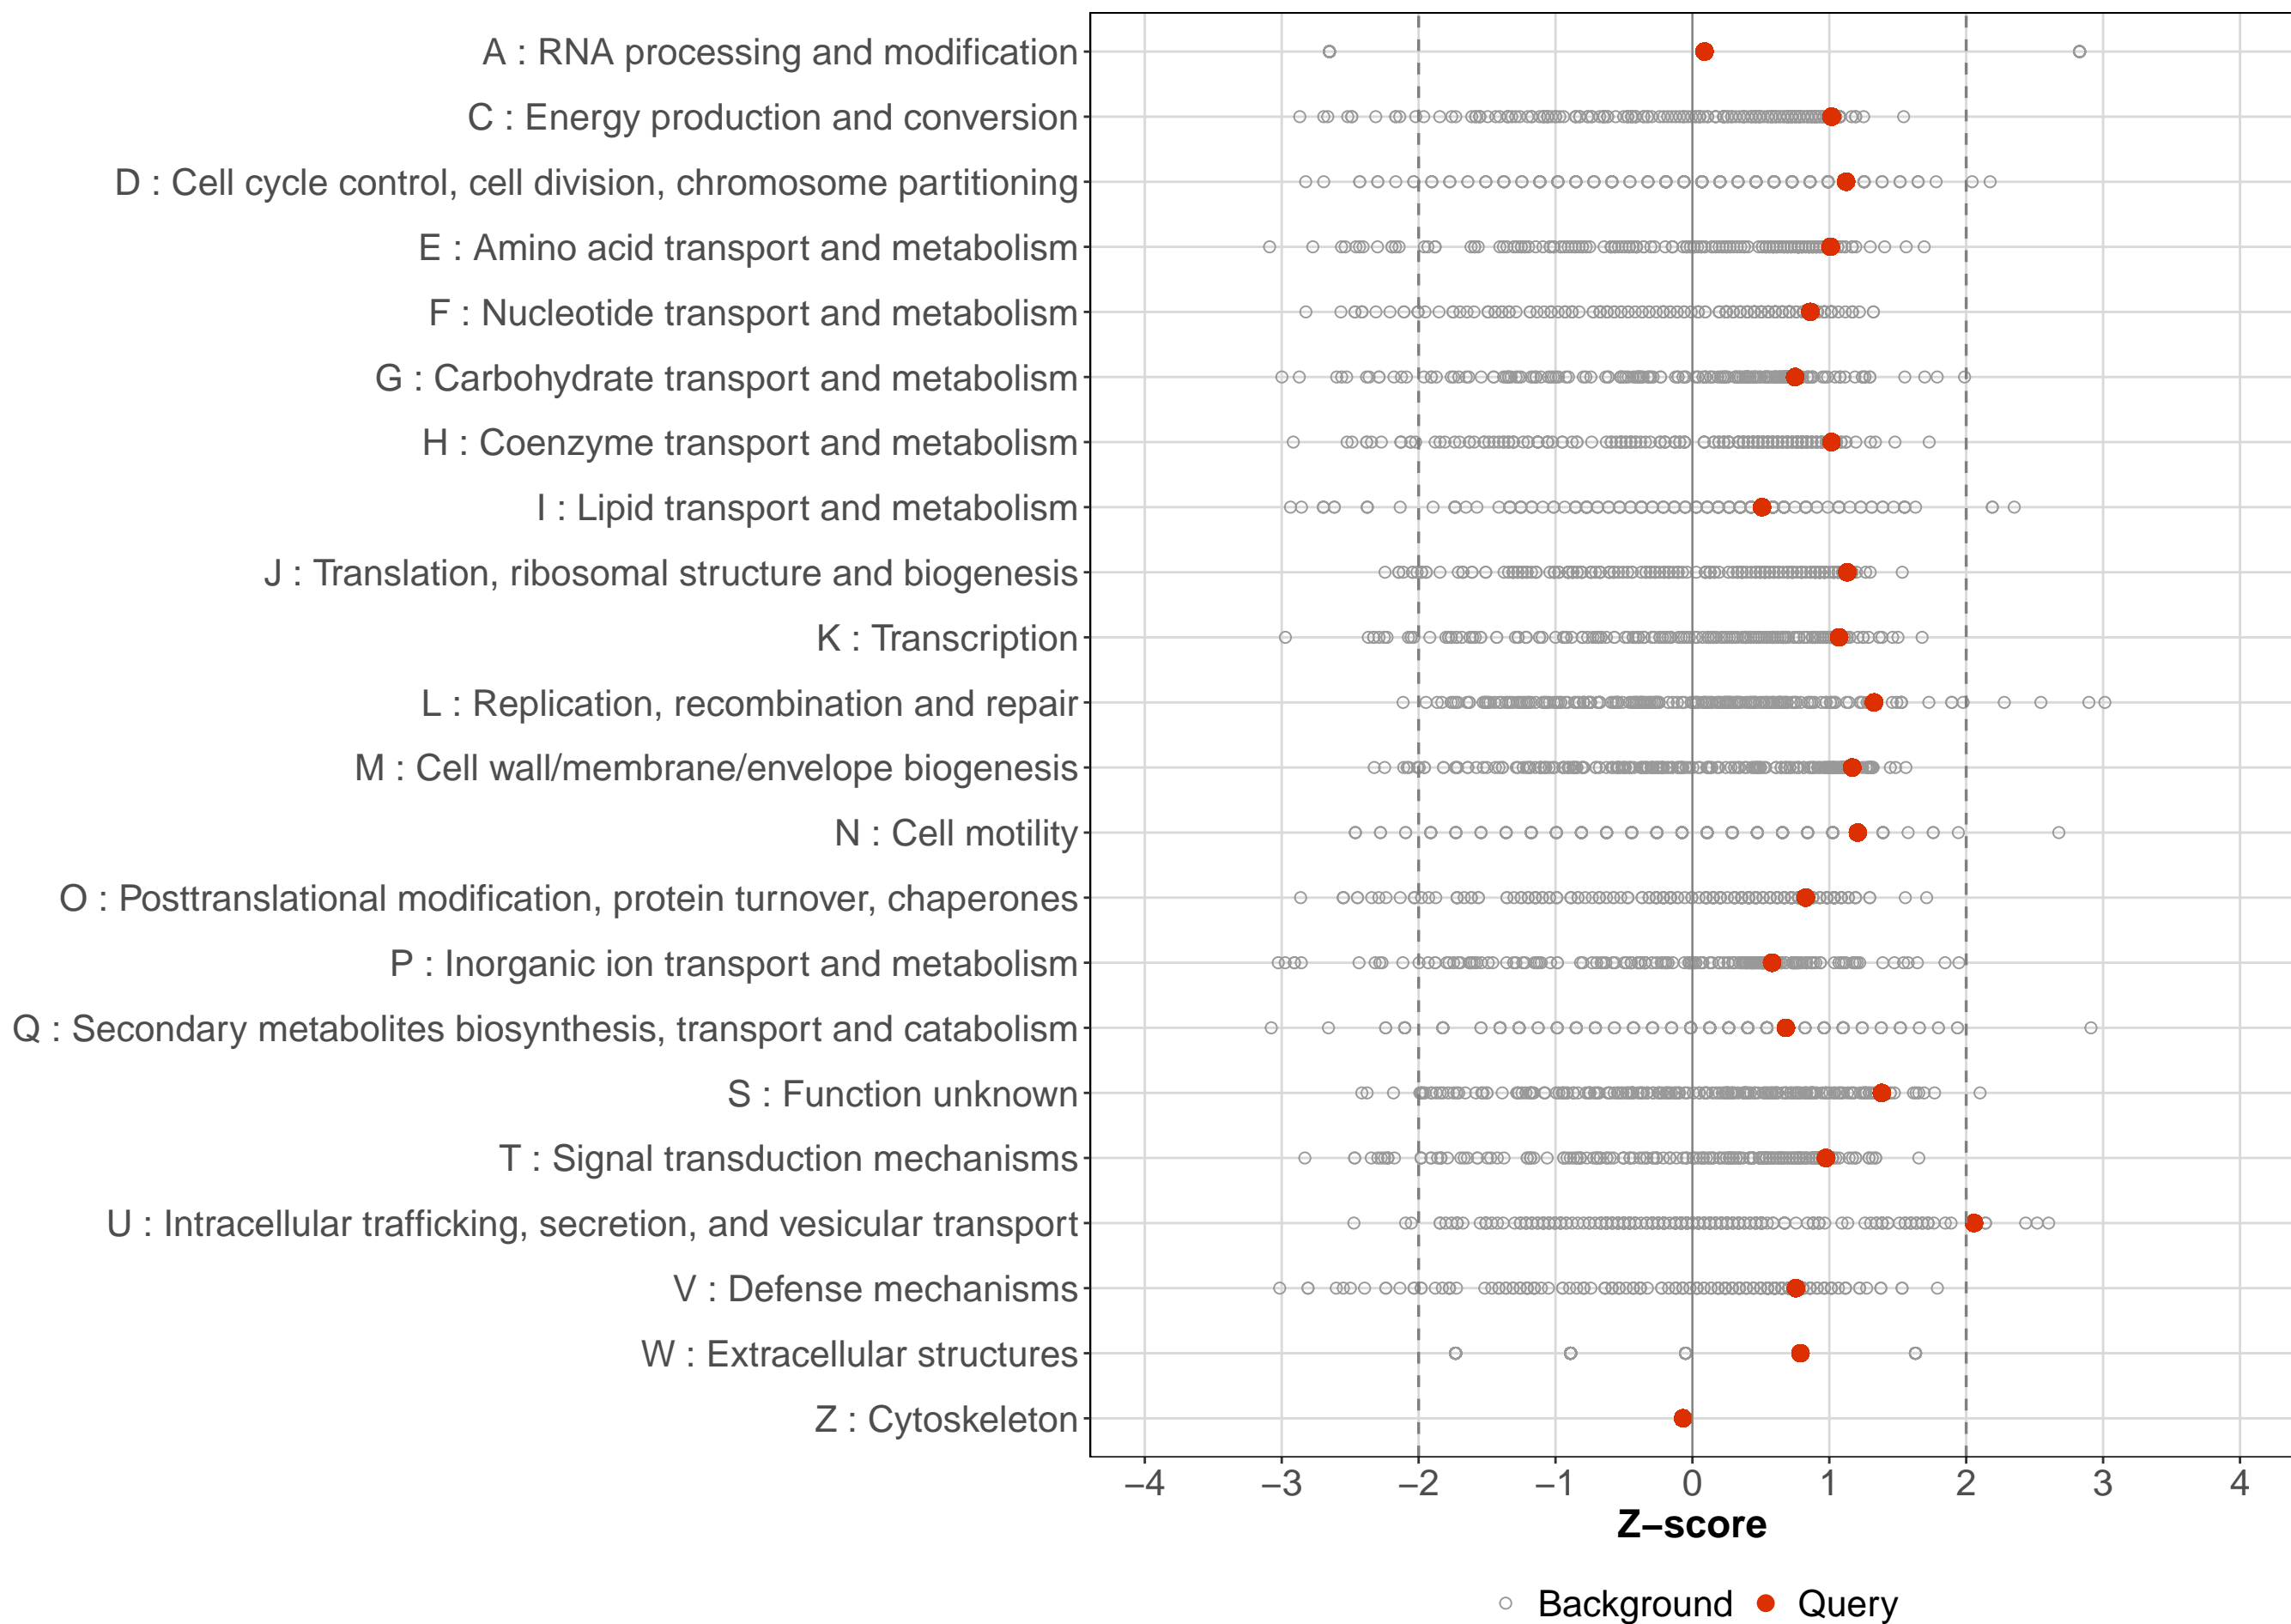 A : RNA processing and modification
C : Energy production and conversion
D : Cell cycle control, cell division, chromosome partitioning
E : Amino acid transport and metabolism
F : Nucleotide transport and metabolism
G : Carbohydrate transport and metabolism
H : Coenzyme transport and metabolism
I : Lipid transport and metabolism
J : Translation, ribosomal structure and biogenesis
K : Transcription
L : Replication, recombination and repair
M : Cell wall/membrane/envelope biogenesis
N : Cell motility
O : Posttranslational modification, protein turnover, chaperones
P : Inorganic ion transport and metabolism
Q : Secondary metabolites biosynthesis, transport and catabolism
S : Function unknown
T : Signal transduction mechanisms
U : Intracellular trafficking, secretion, and vesicular transport
V : Defense mechanisms
W : Extracellular structures
Z : Cytoskeleton
−4 −3 −2 −1 0 1 2 3 4
Z−score
Background Query